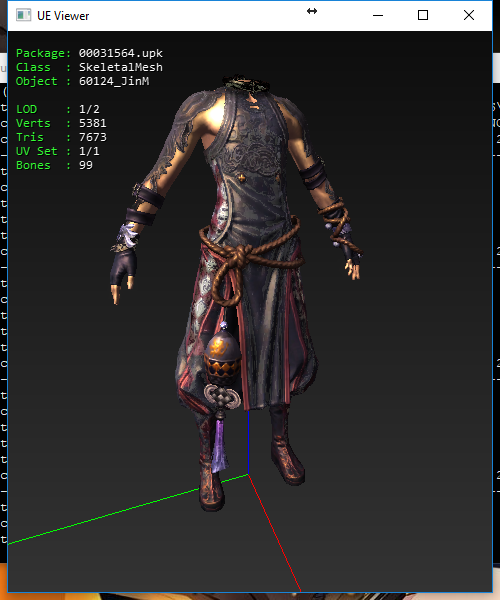 UE Viewer
Package: 00031564.upk
Class : SkeletalMesh
Object : 60124_JinM
LOD : 1/2
Verts : 5381
Tris : 7673
UV Set : 1/1
Bones : 99